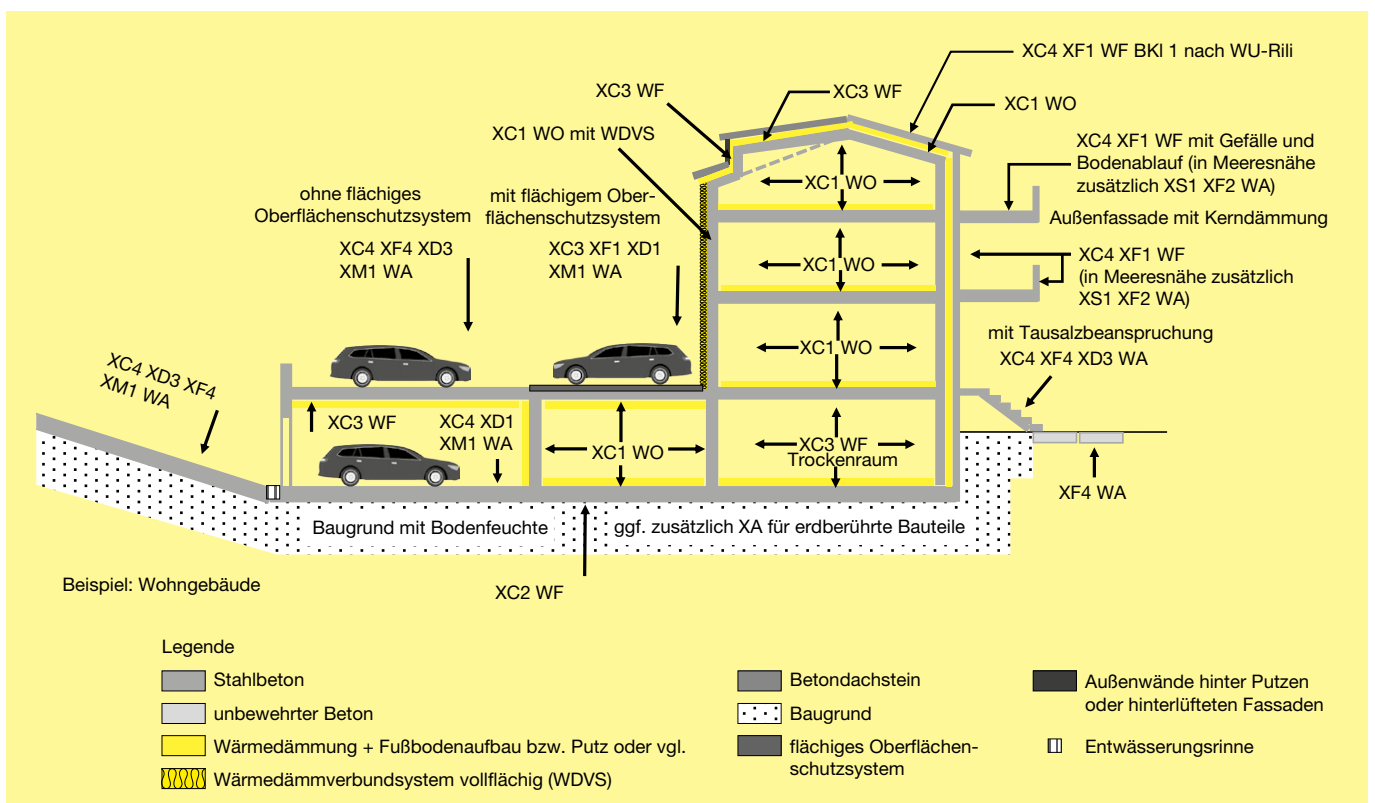 XC4 XF1 WF BKl 1 nach WU-Rili
XC3 WF
XC3 WF
XC1 WO
XC1 WO mit WDVS
XC4 XF1 WF mit Gefälle und
Bodenablauf (in Meeresnähe
zusätzlich XS1 XF2 WA)
XC1 WO
ohne flächiges
Oberflächenschutzsystem
mit flächigem Ober-
flächenschutzsystem
Außenfassade mit Kerndämmung
XC4 XF4 XD3
XM1 WA
XC3 XF1 XD1
XM1 WA
XC1 WO
XC4 XF1 WF
(in Meeresnähe zusätzlich
XS1 XF2 WA)
mit Tausalzbeanspruchung
XC4 XF4 XD3 WA
XC1 WO
XC4 XD3 XF4
XM1 WA
XC3 WF
XC4 XD1
XM1 WA
XC1 WO
XC3 WF
Trockenraum
XF4 WA
Baugrund mit Bodenfeuchte
ggf. zusätzlich XA für erdberührte Bauteile
Beispiel: Wohngebäude
XC2 WF
Legende
Stahlbeton
unbewehrter Beton
Wärmedämmung + Fußbodenaufbau bzw. Putz oder vgl.
Wärmedämmverbundsystem vollflächig (WDVS)
Betondachstein
Baugrund
flächiges Oberflächen-
schutzsystem
Außenwände hinter Putzen
oder hinterlüfteten Fassaden
Entwässerungsrinne